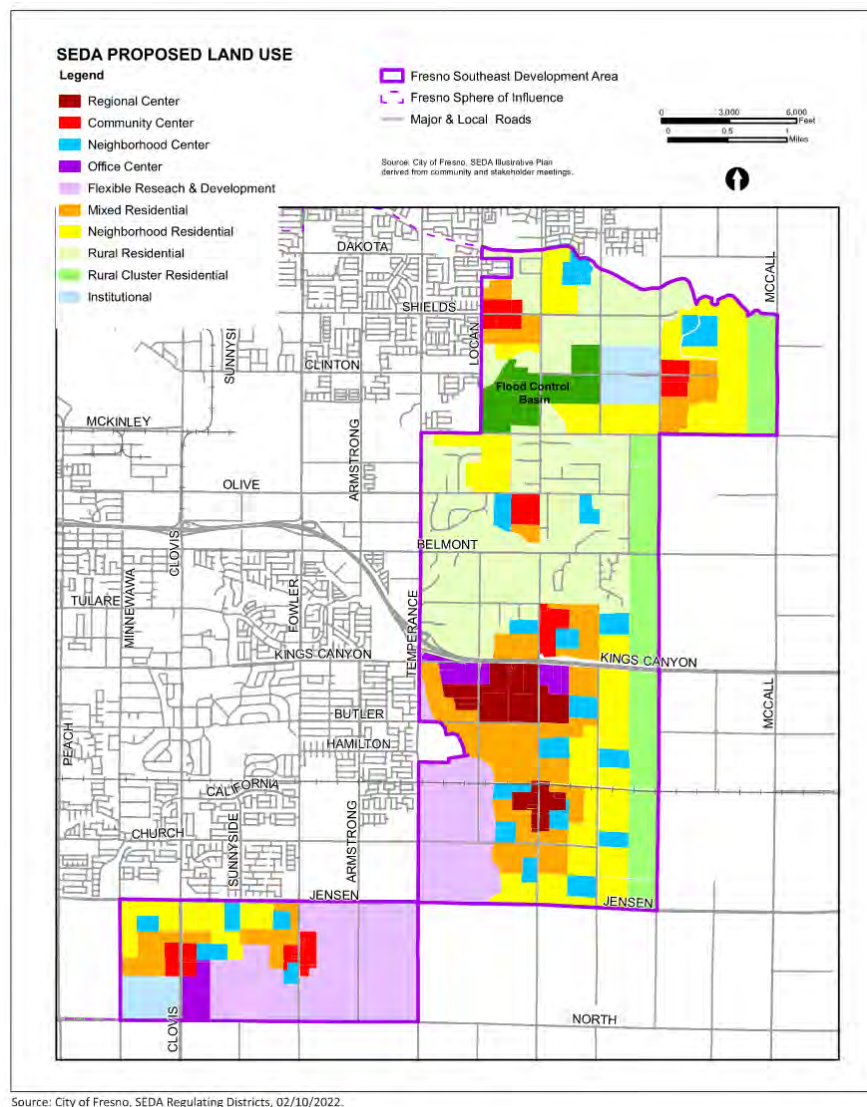 SEDA PROPOSED LAND USE
Legend
Regional Center
Community Center
Neighborhood Center
Office Center
Flexible Reseach & Development
Mixed Residential
Neighborhood Residential
Rural Residential
Rural Cluster Residential
Institutional
Fresno Southeast Development Area
Fresno Sphere of Influence
Major & Local Roads
Source: City of Fresno, SEDA Illustrative Plan
derived from community and stakeholder meetings.
0 3,000 6,000
Feet
0 0.5 1
Miles
DAKOTA
SHIELDS
LOCAN
MCCALL
SUNNYSI
CLINTON
Flood Control
Basin
MCKINLEY
ARMSTRONG
OLIVE
CLOVIS
BELMONT
TULARE
MINNEWAWA
FOWLER
TEMPERANCE
KINGS CANYON
KINGS CANYON
MCCALL
BUTLER
PEACH
HAMILTON
CALIFORNIA
CHURCH
SUNNYSIDE
ARMSTRONG
JENSEN
JENSEN
CLOVIS
NORTH
Source: City of Fresno, SEDA Regulating Districts, 02/10/2022.